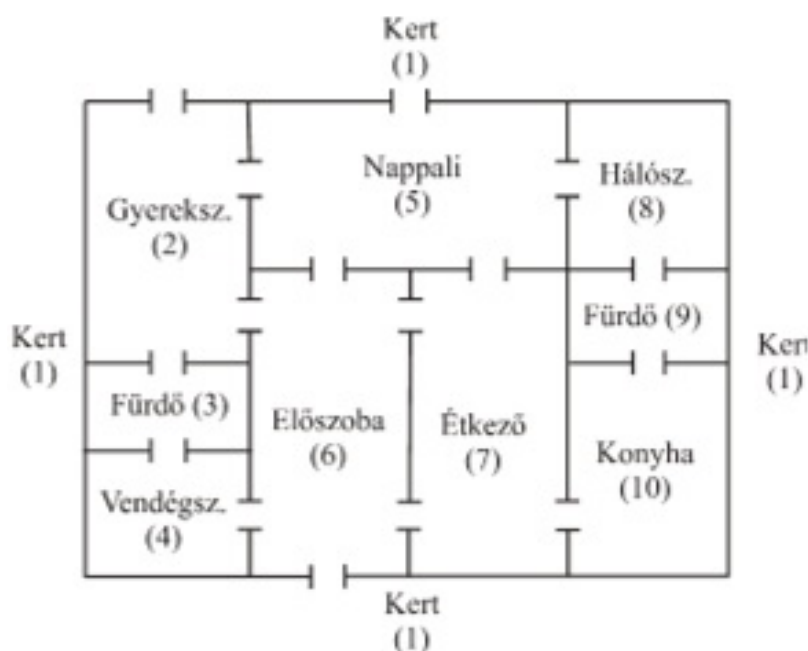 Kert
(1)
Nappali
(5)
Hálósz.
(8)
Gyereksz.
(2)
Fürdő (9)
Kert
(1)
Kert
(1)
Fürdő (3)
Előszoba
(6)
Étkező
(7)
Konyha
(10)
Vendégsz.
(4)
Kert
(1)